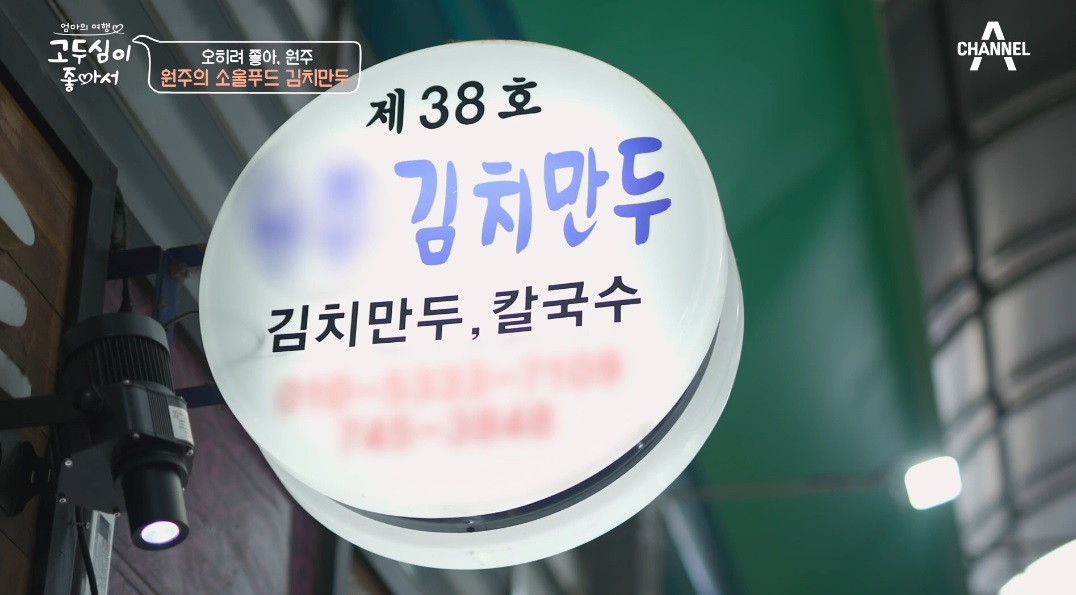 엄마의 여행
고두심이
좋아서
오히려 좋아, 원주
원주의 소울푸드 김치만두
CHANNEL A
제 38 호
김치만두
김치만두, 칼국수